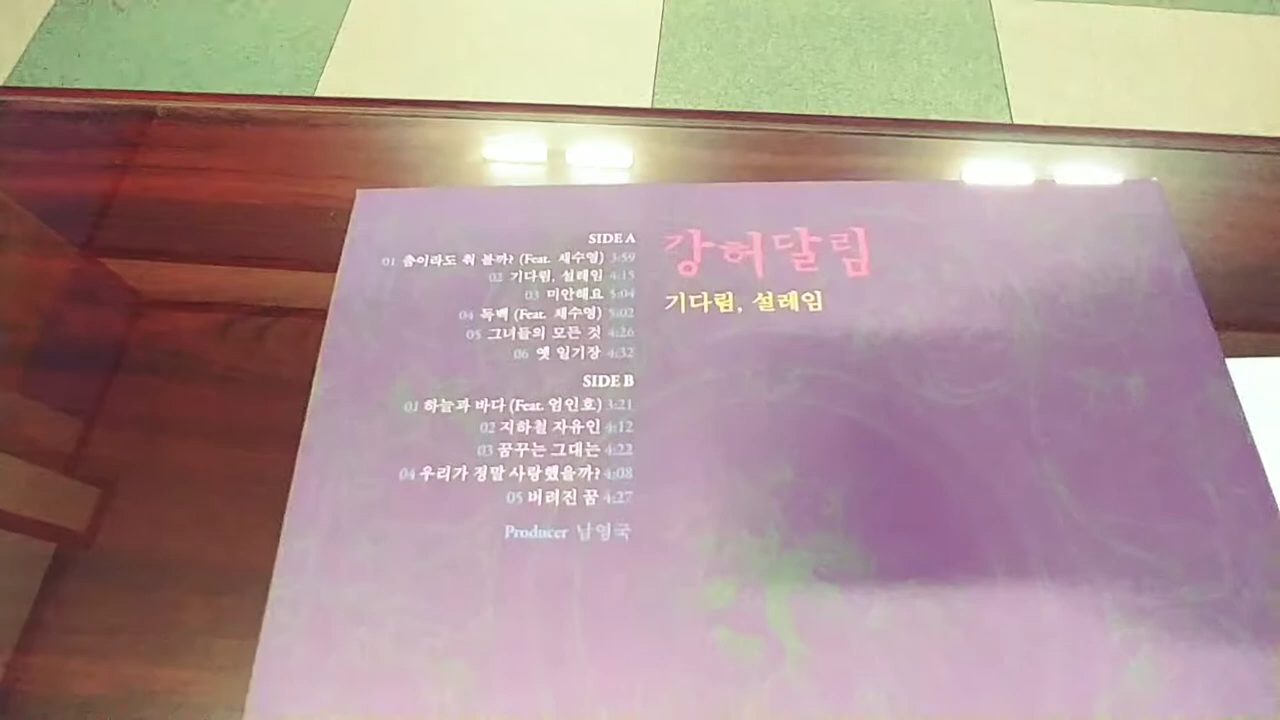 SIDE A
01 춤이라도 춰 볼까? (Feat. 채수영) 3:59
02 기다림, 설레임 4:15
03 미안해요 5:04
04 독백 (Feat. 채수영) 5:02
05 그녀들의 모든 것 4:26
06 옛 일기장 4:32
SIDE B
01 하늘과 바다 (Feat. 엄인호) 3:21
02 지하철 자유인 4:12
03 꿈꾸는 그대는 4:22
04 우리가 정말 사랑했을까? 4:08
05 버려진 꿈 4:27
Producer 남영국
강허달림
기다림, 설레임